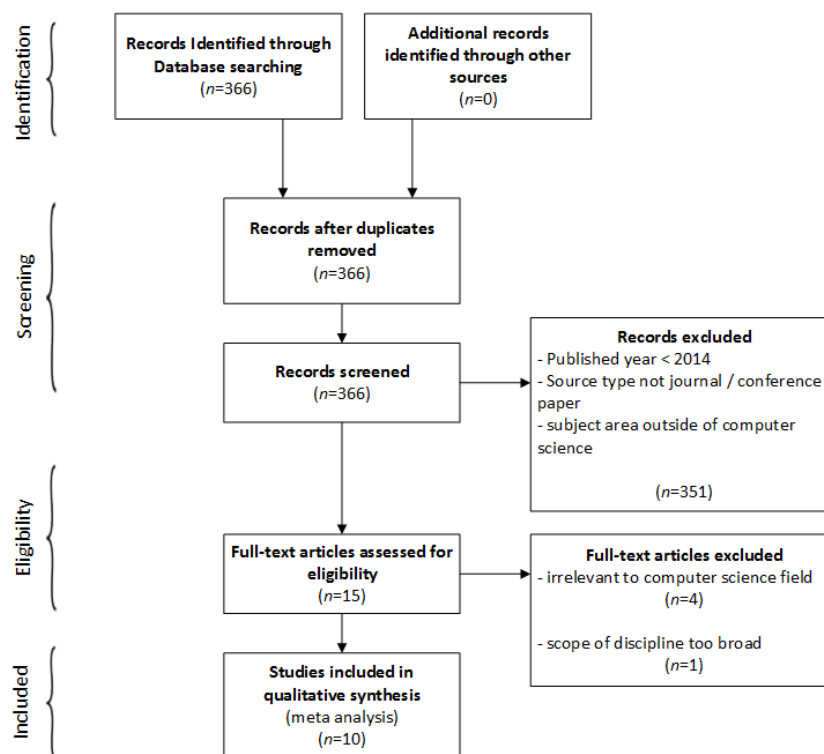 Identification
Records Identified through
Database searching
(n=366)
Additional records
identified through other
sources
(n=0)
Screening
Records after duplicates
removed
(n=366)
Records screened
(n=366)
Records excluded
- Published year < 2014
- Source type not journal / conference
paper
- subject area outside of computer
science
(n=351)
Eligibility
Full-text articles assessed for
eligibility
(n=15)
Full-text articles excluded
- irrelevant to computer science field
(n=4)
- scope of discipline too broad
(n=1)
Included
Studies included in
qualitative synthesis
(meta analysis)
(n=10)